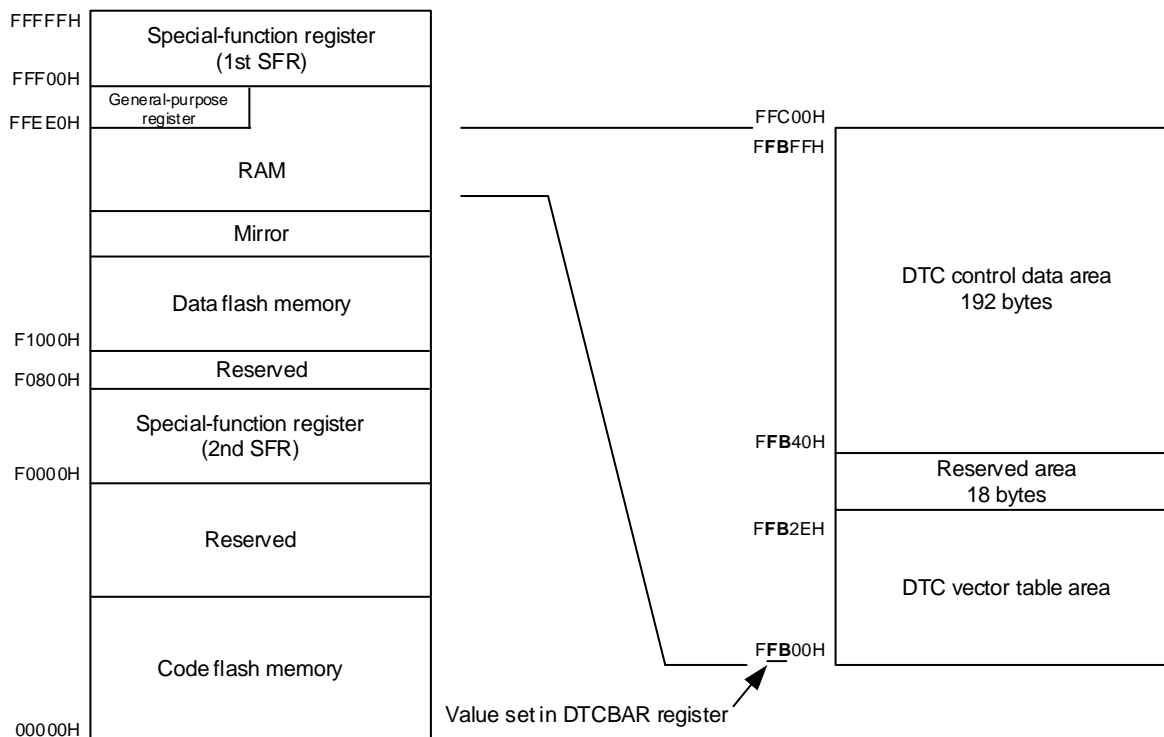 FFFFFH
Special-function register
(1st SFR)
FFF00H
General-purpose
register
FFEE0H
RAM
Mirror
Data flash memory
F1000H
Reserved
F0800H
Special-function register
(2nd SFR)
F0000H
Reserved
Code flash memory
00000H
FFC00H
FFBFFH
DTC control data area
192 bytes
FFB40H
Reserved area
18 bytes
FFB2EH
DTC vector table area
FFB00H
Value set in DTCBAR register